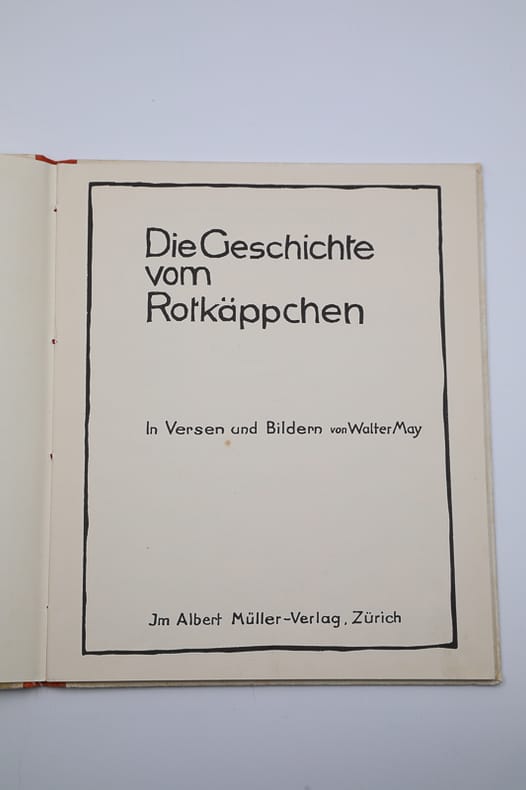 Die Geschichte
vom
Rotkäppchen
In Versen und Bildern von Walter May
Jm Albert Müller-Verlag, Zürich